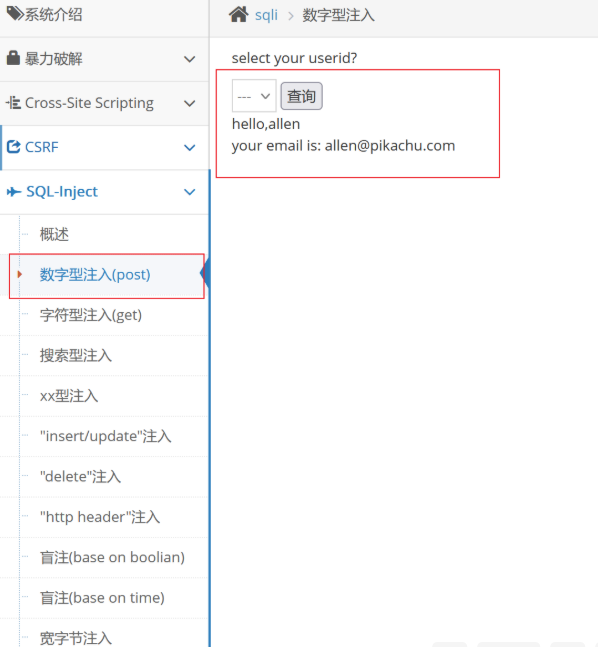 系统介绍
暴力破解
Cross-Site Scripting
CSRF
SQL-Inject
概述
数字型注入(post)
字符型注入(get)
搜索型注入
xx型注入
"insert/update"注入
"delete"注入
"http header"注入
盲注(base on boolian)
盲注(base on time)
宽字节注入
sqli > 数字型注入
select your userid?
--- 查询
hello,allen
your email is: allen@pikachu.com